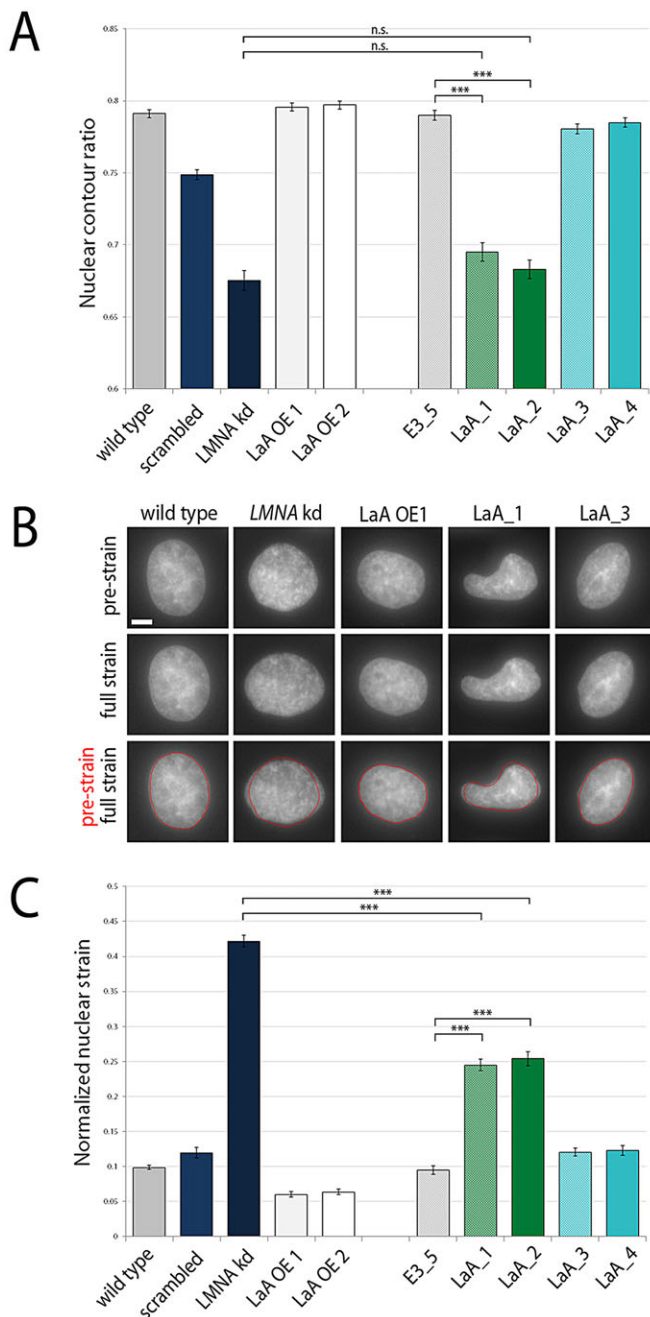 A
n.s.
n.s.
***
***
Nuclear contour ratio
0.85
0.8
0.75
0.7
0.65
0.6
wild type
scrambled
LMNA kd
LaA OE 1
LaA OE 2
E3_5
LaA_1
LaA_2
LaA_3
LaA_4
B
wild type
LMNA kd
LaA OE1
LaA_1
LaA_3
pre-strain
full strain
pre-strain
full strain
C
***
***
***
***
Normalized nuclear strain
0.5
0.45
0.4
0.35
0.3
0.25
0.2
0.15
0.1
0.05
0
wild type
scrambled
LMNA kd
LaA OE 1
LaA OE 2
E3_5
LaA_1
LaA_2
LaA_3
LaA_4